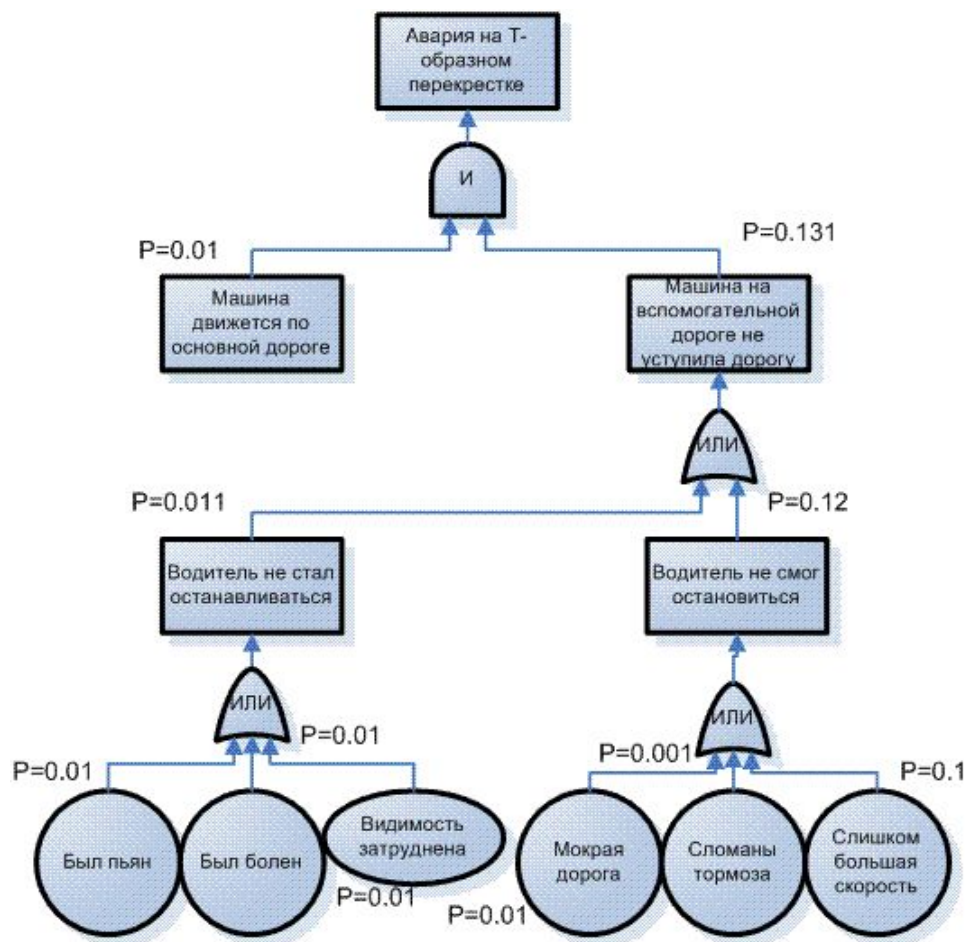 Авария на Т-
образном
перекрестке
И
P=0.01
P=0.131
Машина
движется по
основной дороге
Машина на
вспомогательной
дороге не
уступила дорогу
ИЛИ
P=0.011
P=0.12
Водитель не стал
останавливаться
Водитель не смог
остановиться
ИЛИ
ИЛИ
P=0.01
P=0.01
P=0.001
P=0.1
Был пьян
Был болен
Видимость
затруднена
Мокрая
дорога
Сломаны
тормоза
Слишком
большая
скорость
P=0.01
P=0.01